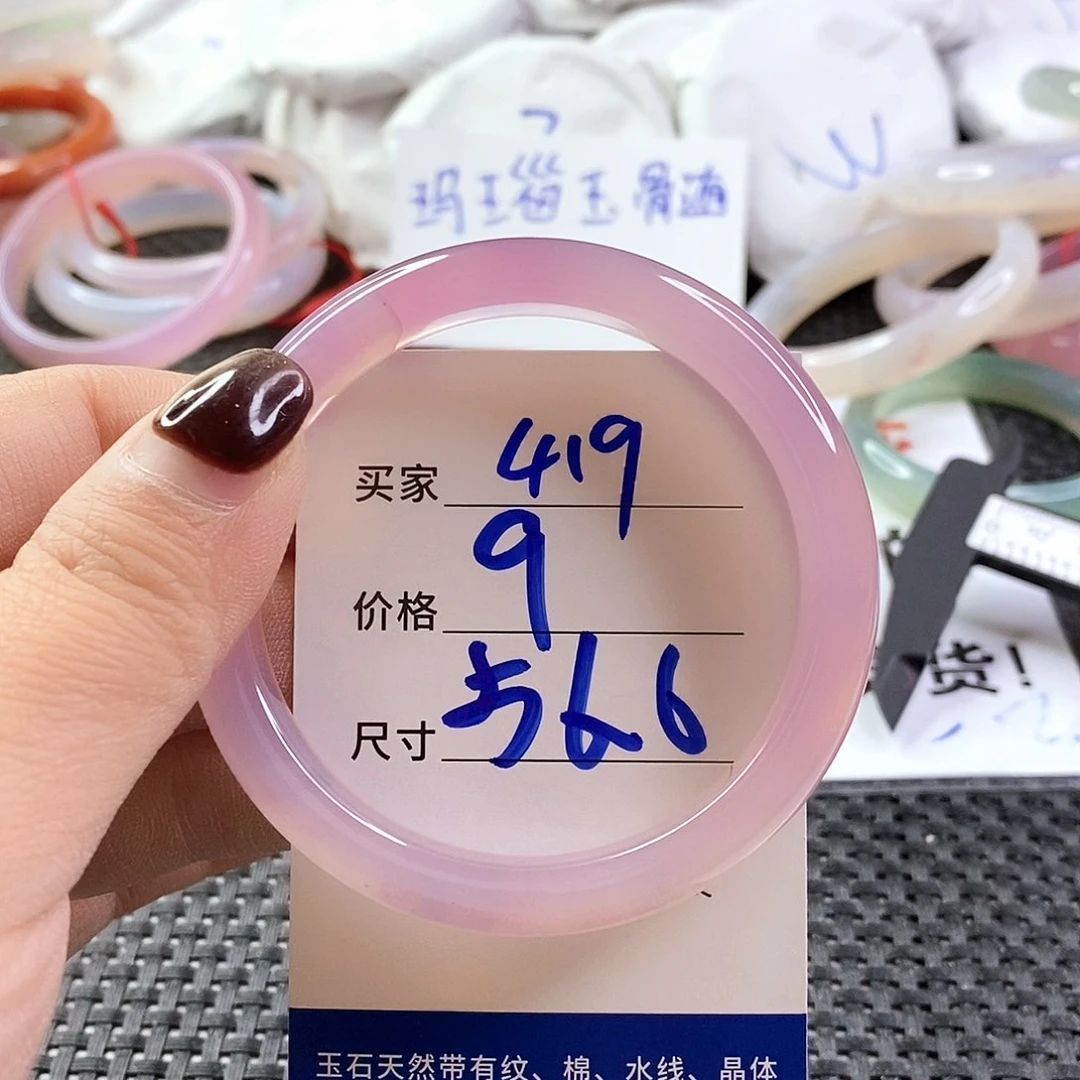 玛瑙玉骨髓
W
买家 419
价格 9
尺寸 56.6
货！
玉石天然带有纹、棉、水线、晶体